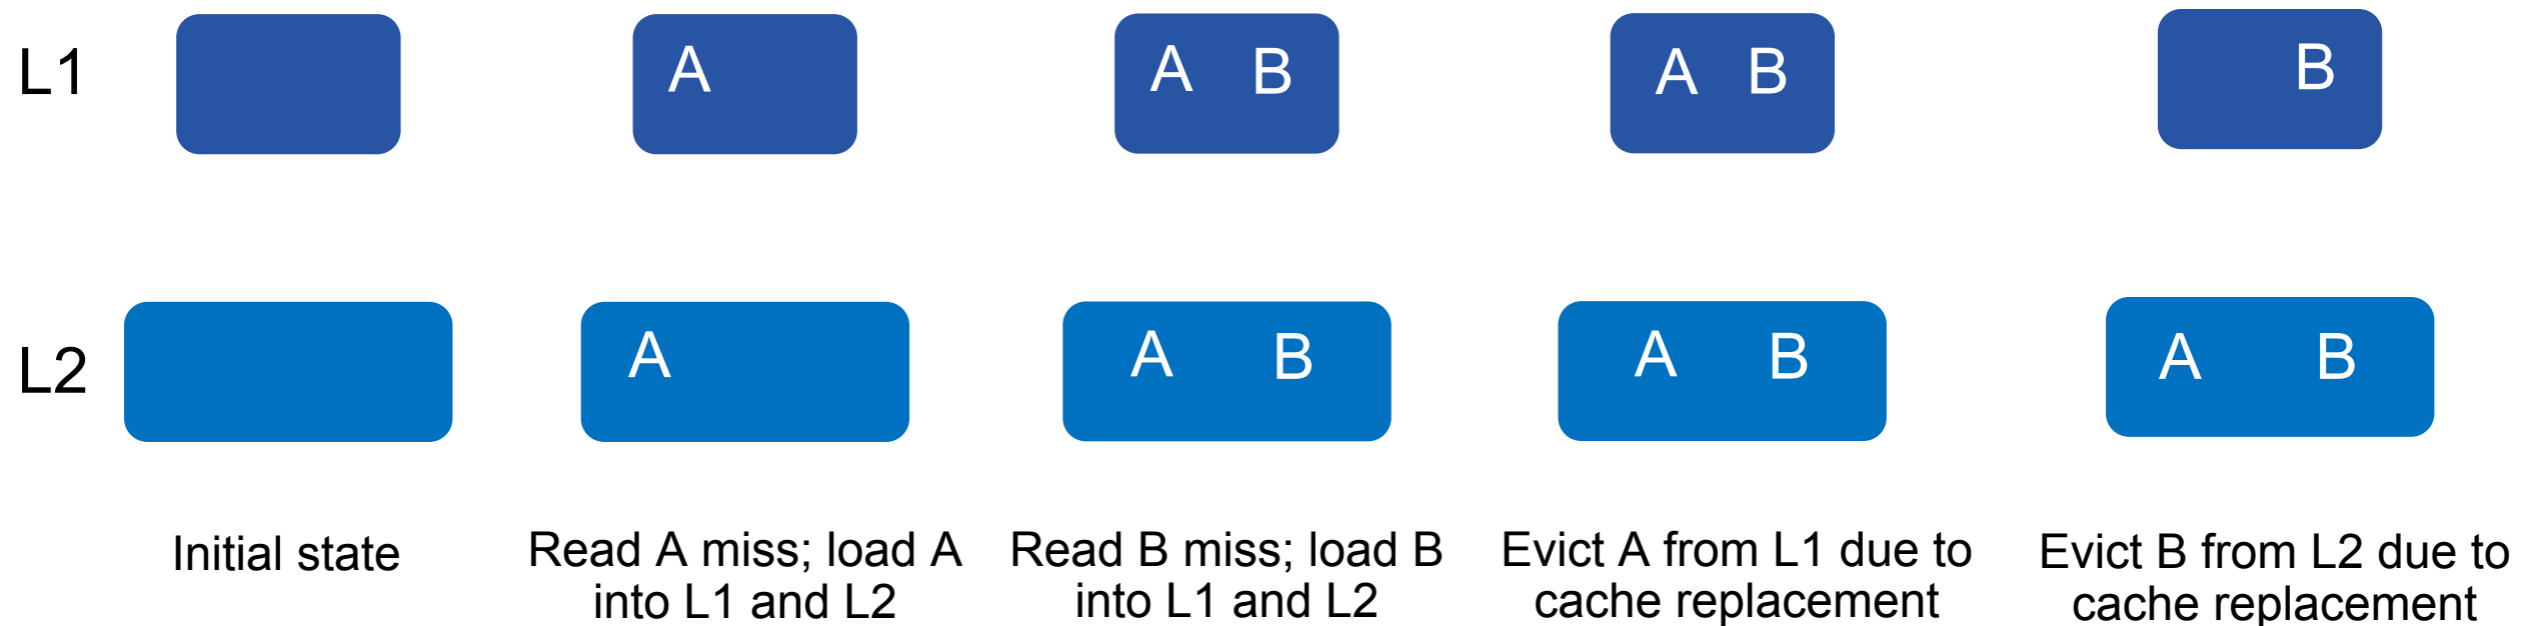 L1
A
A B
A B
B
L2
A
A B
A B
A B
Initial state
Read A miss; load A
into L1 and L2
Read B miss; load B
into L1 and L2
Evict A from L1 due to
cache replacement
Evict B from L2 due to
cache replacement